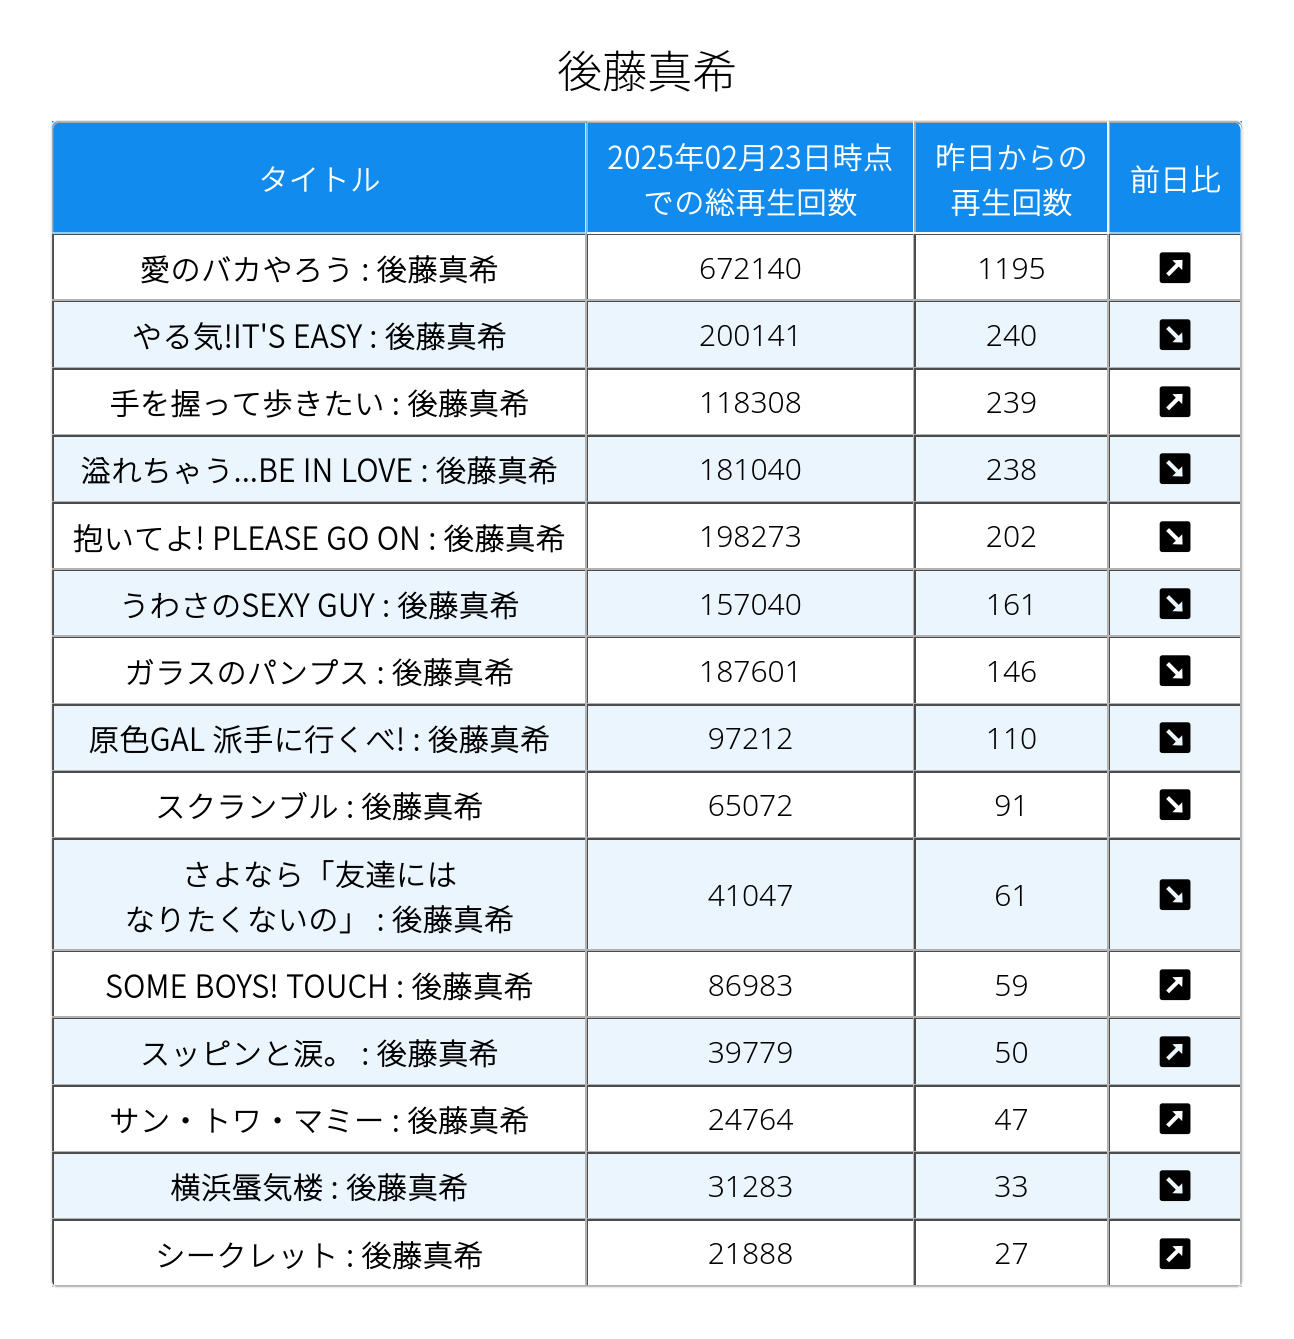 後藤真希
タイトル
2025年02月23日時点
での総再生回数
昨日からの
再生回数
前日比
愛のバカやろう : 後藤真希 672140 1195 ↗
やる気!IT'S EASY : 後藤真希 200141 240 ↘
手を握って歩きたい : 後藤真希 118308 239 ↗
溢れちゃう...BE IN LOVE : 後藤真希 181040 238 ↘
抱いてよ! PLEASE GO ON : 後藤真希 198273 202 ↘
うわさのSEXY GUY : 後藤真希 157040 161 ↘
ガラスのパンプス : 後藤真希 187601 146 ↘
原色GAL 派手に行くべ! : 後藤真希 97212 110 ↘
スクランブル : 後藤真希 65072 91 ↘
さよなら「友達には
なりたくないの」 : 後藤真希 41047 61 ↘
SOME BOYS! TOUCH : 後藤真希 86983 59 ↗
スッピンと涙。 : 後藤真希 39779 50 ↗
サン・トワ・マミー : 後藤真希 24764 47 ↗
横浜蜃気楼 : 後藤真希 31283 33 ↘
シークレット : 後藤真希 21888 27 ↗